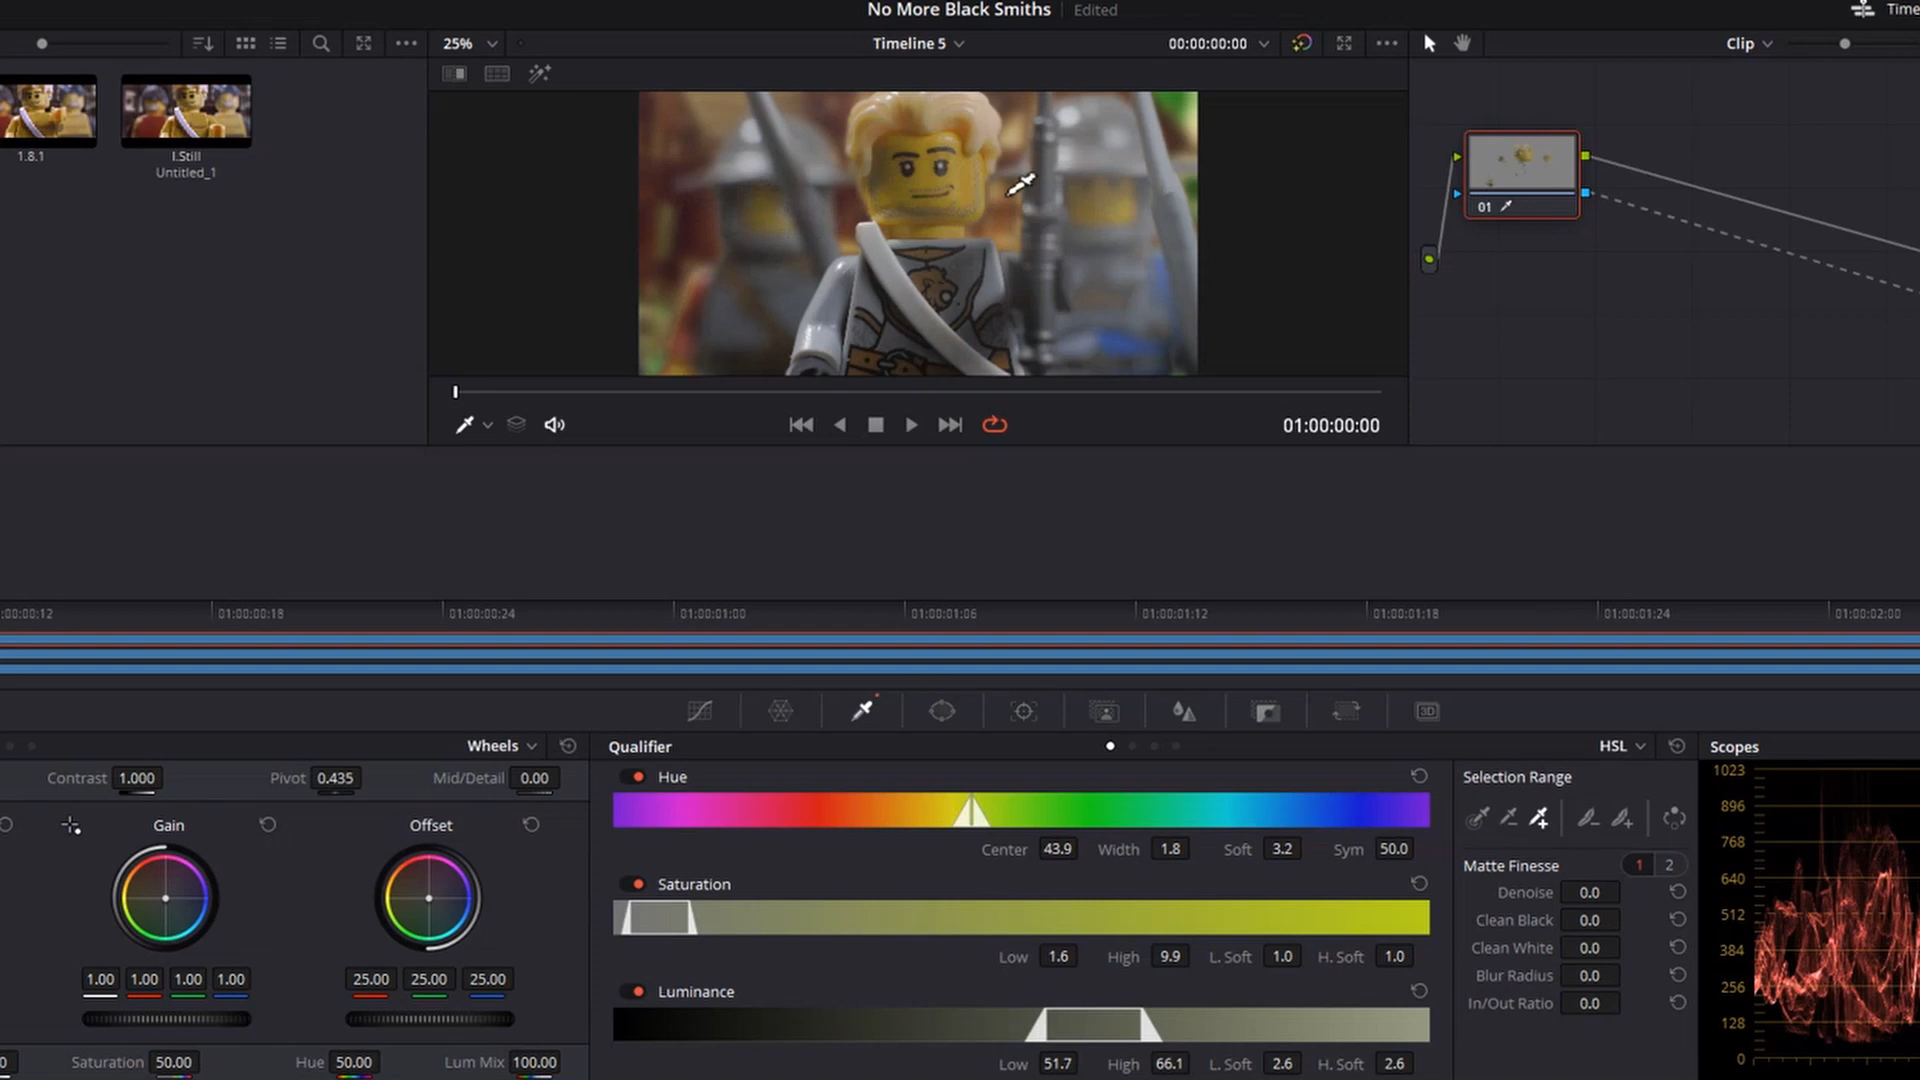 No More Black Smiths Edited
Time
25% Timeline 5 00:00:00:00 Clip
1.8.1 I.Still
Untitled_1
01
01:00:00:00
:00:00:12 01:00:00:18 01:00:00:24 01:00:01:00 01:00:01:06 01:00:01:12 01:00:01:18 01:00:01:24 01:00:02:00
3D
Wheels Qualifier HSL Scopes
Contrast 1.000 Pivot 0.435 Mid/Detail 0.00
Gain Offset
1.00 1.00 1.00 1.00 25.00 25.00 25.00
0 Saturation 50.00 Hue 50.00 Lum Mix 100.00
Hue
Center 43.9 Width 1.8 Soft 3.2 Sym 50.0
Saturation
Low 1.6 High 9.9 L. Soft 1.0 H. Soft 1.0
Luminance
Low 51.7 High 66.1 L. Soft 2.6 H. Soft 2.6
Selection Range
Matte Finesse 1 2
Denoise 0.0
Clean Black 0.0
Clean White 0.0
Blur Radius 0.0
In/Out Ratio 0.0
1023
896
768
640
512
384
256
128
0